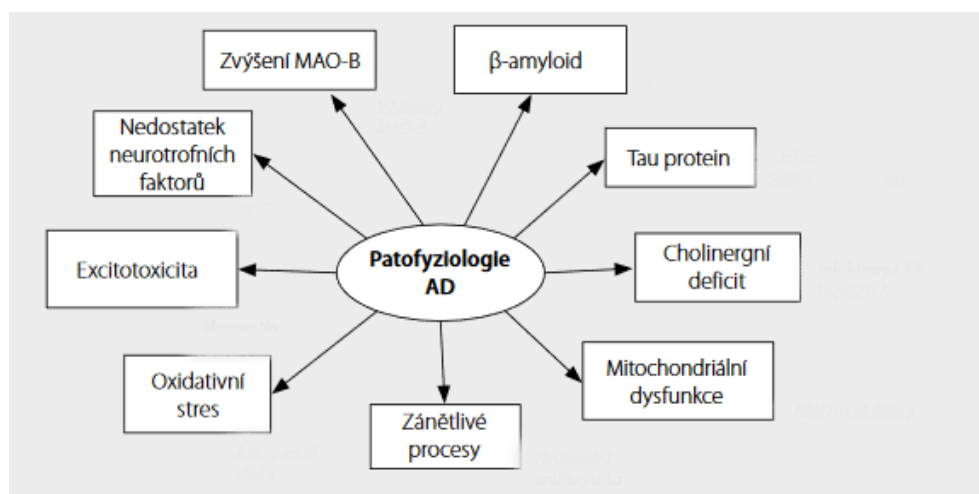 Zvýšení MAO-B
β-amyloid
Nedostatek
neurotrofních
faktorů
Tau protein
Excitotoxicita
Patofyziologie
AD
Cholinergní
deficit
Oxidativní
stres
Zánětlivé
procesy
Mitochondriální
dysfunkce